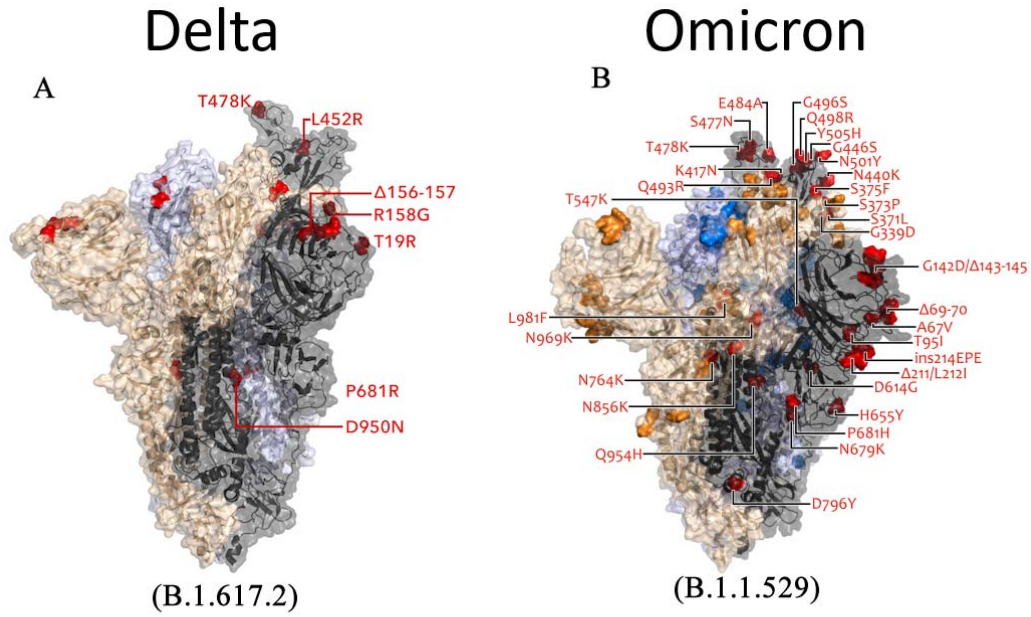 Delta
Omicron
A
T478K
L452R
Δ156-157
R158G
T19R
P681R
D950N
(B.1.617.2)
B
E484A
S477N
T478K
K417N
Q493R
T547K
G496S
Q498R
Y505H
G446S
N501Y
N440K
S375F
S373P
S371L
G339D
G142D/Δ143-145
Δ69-70
A67V
T95I
ins214EPE
Δ211/L212I
D614G
H655Y
P681H
N679K
D796Y
L981F
N969K
N764K
N856K
Q954H
(B.1.1.529)